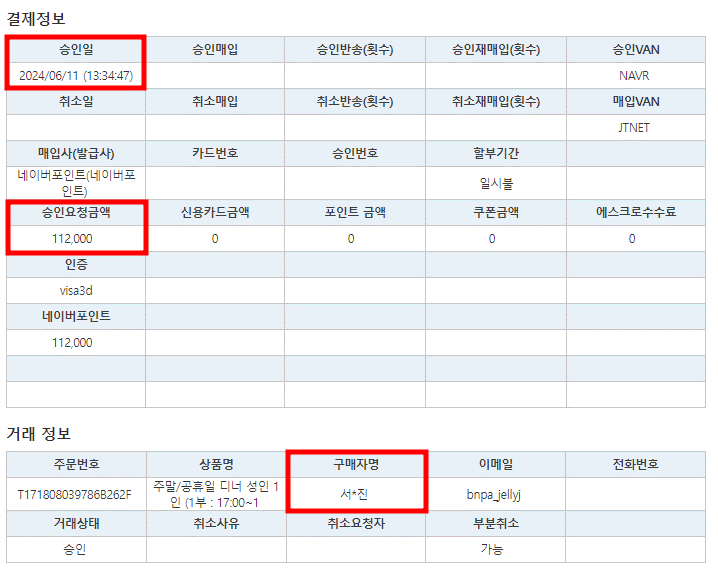 결제정보
승인일 승인매입 승인반송(횟수) 승인재매입(횟수) 승인VAN
2024/06/11 (13:34:47) NAVR
취소일 취소매입 취소반송(횟수) 취소재매입(횟수) 매입VAN
JTNET
매입사(발급사) 카드번호 승인번호 할부기간
네이버포인트(네이버포
인트) 일시불
승인요청금액 신용카드금액 포인트 금액 쿠폰금액 에스크로수수료
112,000 0 0 0 0
인증
visa3d
네이버포인트
112,000
거래 정보
주문번호 상품명 구매자명 이메일 전화번호
T171808039786B262F 주말/공휴일 디너 성인 1
인 (1부 : 17:00~1 서*진 bnpa_jellyj
거래상태 취소사유 취소요청자 부분취소
승인 가능